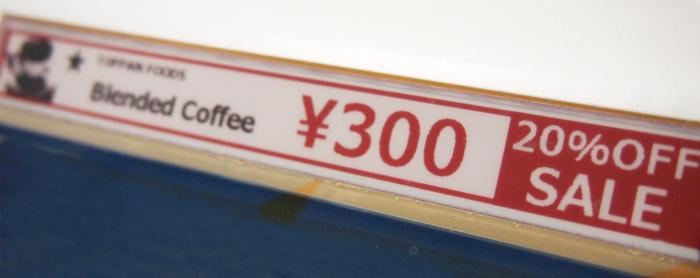 TOPPAN FOODS
Blended Coffee
¥300
20%OFF
SALE